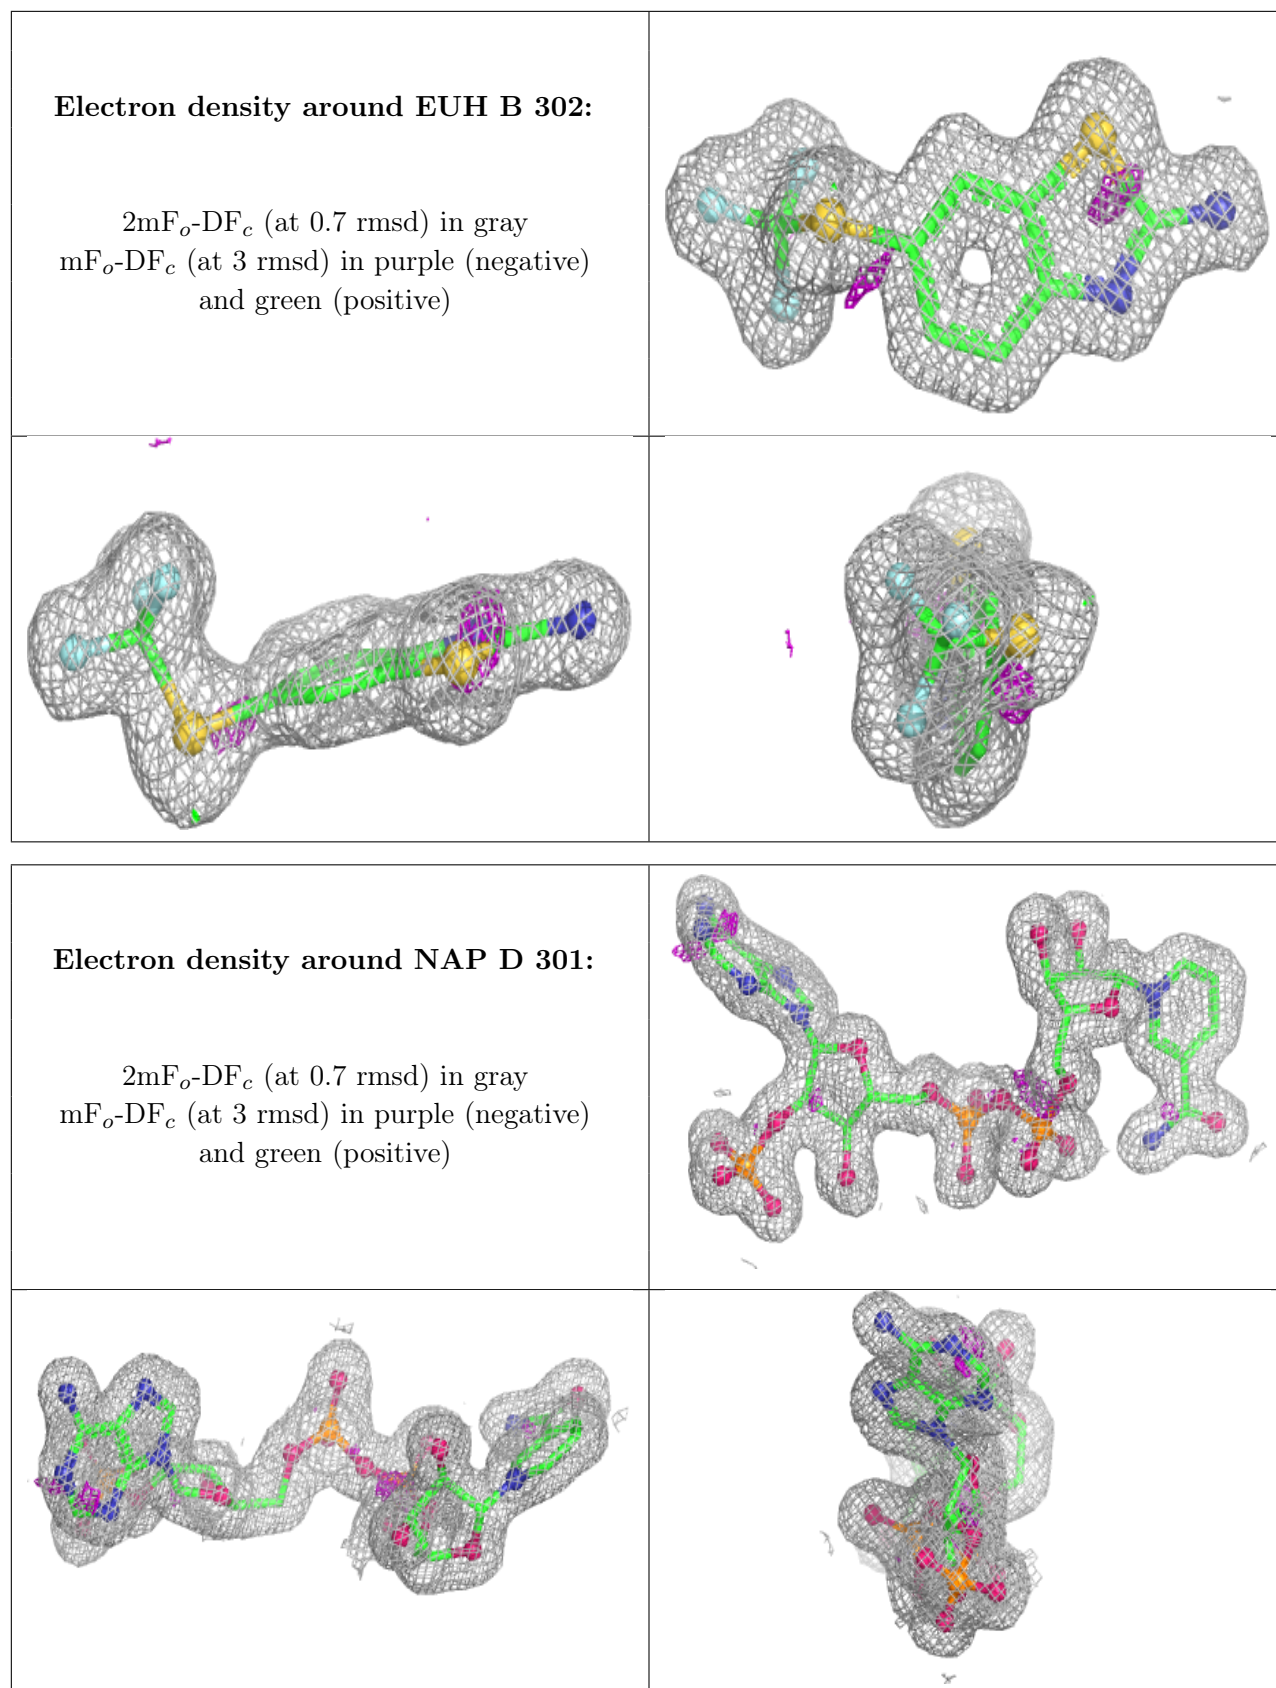 Electron density around EUH B 302:
2mFo-DFc (at 0.7 rmsd) in gray
mFo-DFc (at 3 rmsd) in purple (negative)
and green (positive)
Electron density around NAP D 301:
2mFo-DFc (at 0.7 rmsd) in gray
mFo-DFc (at 3 rmsd) in purple (negative)
and green (positive)